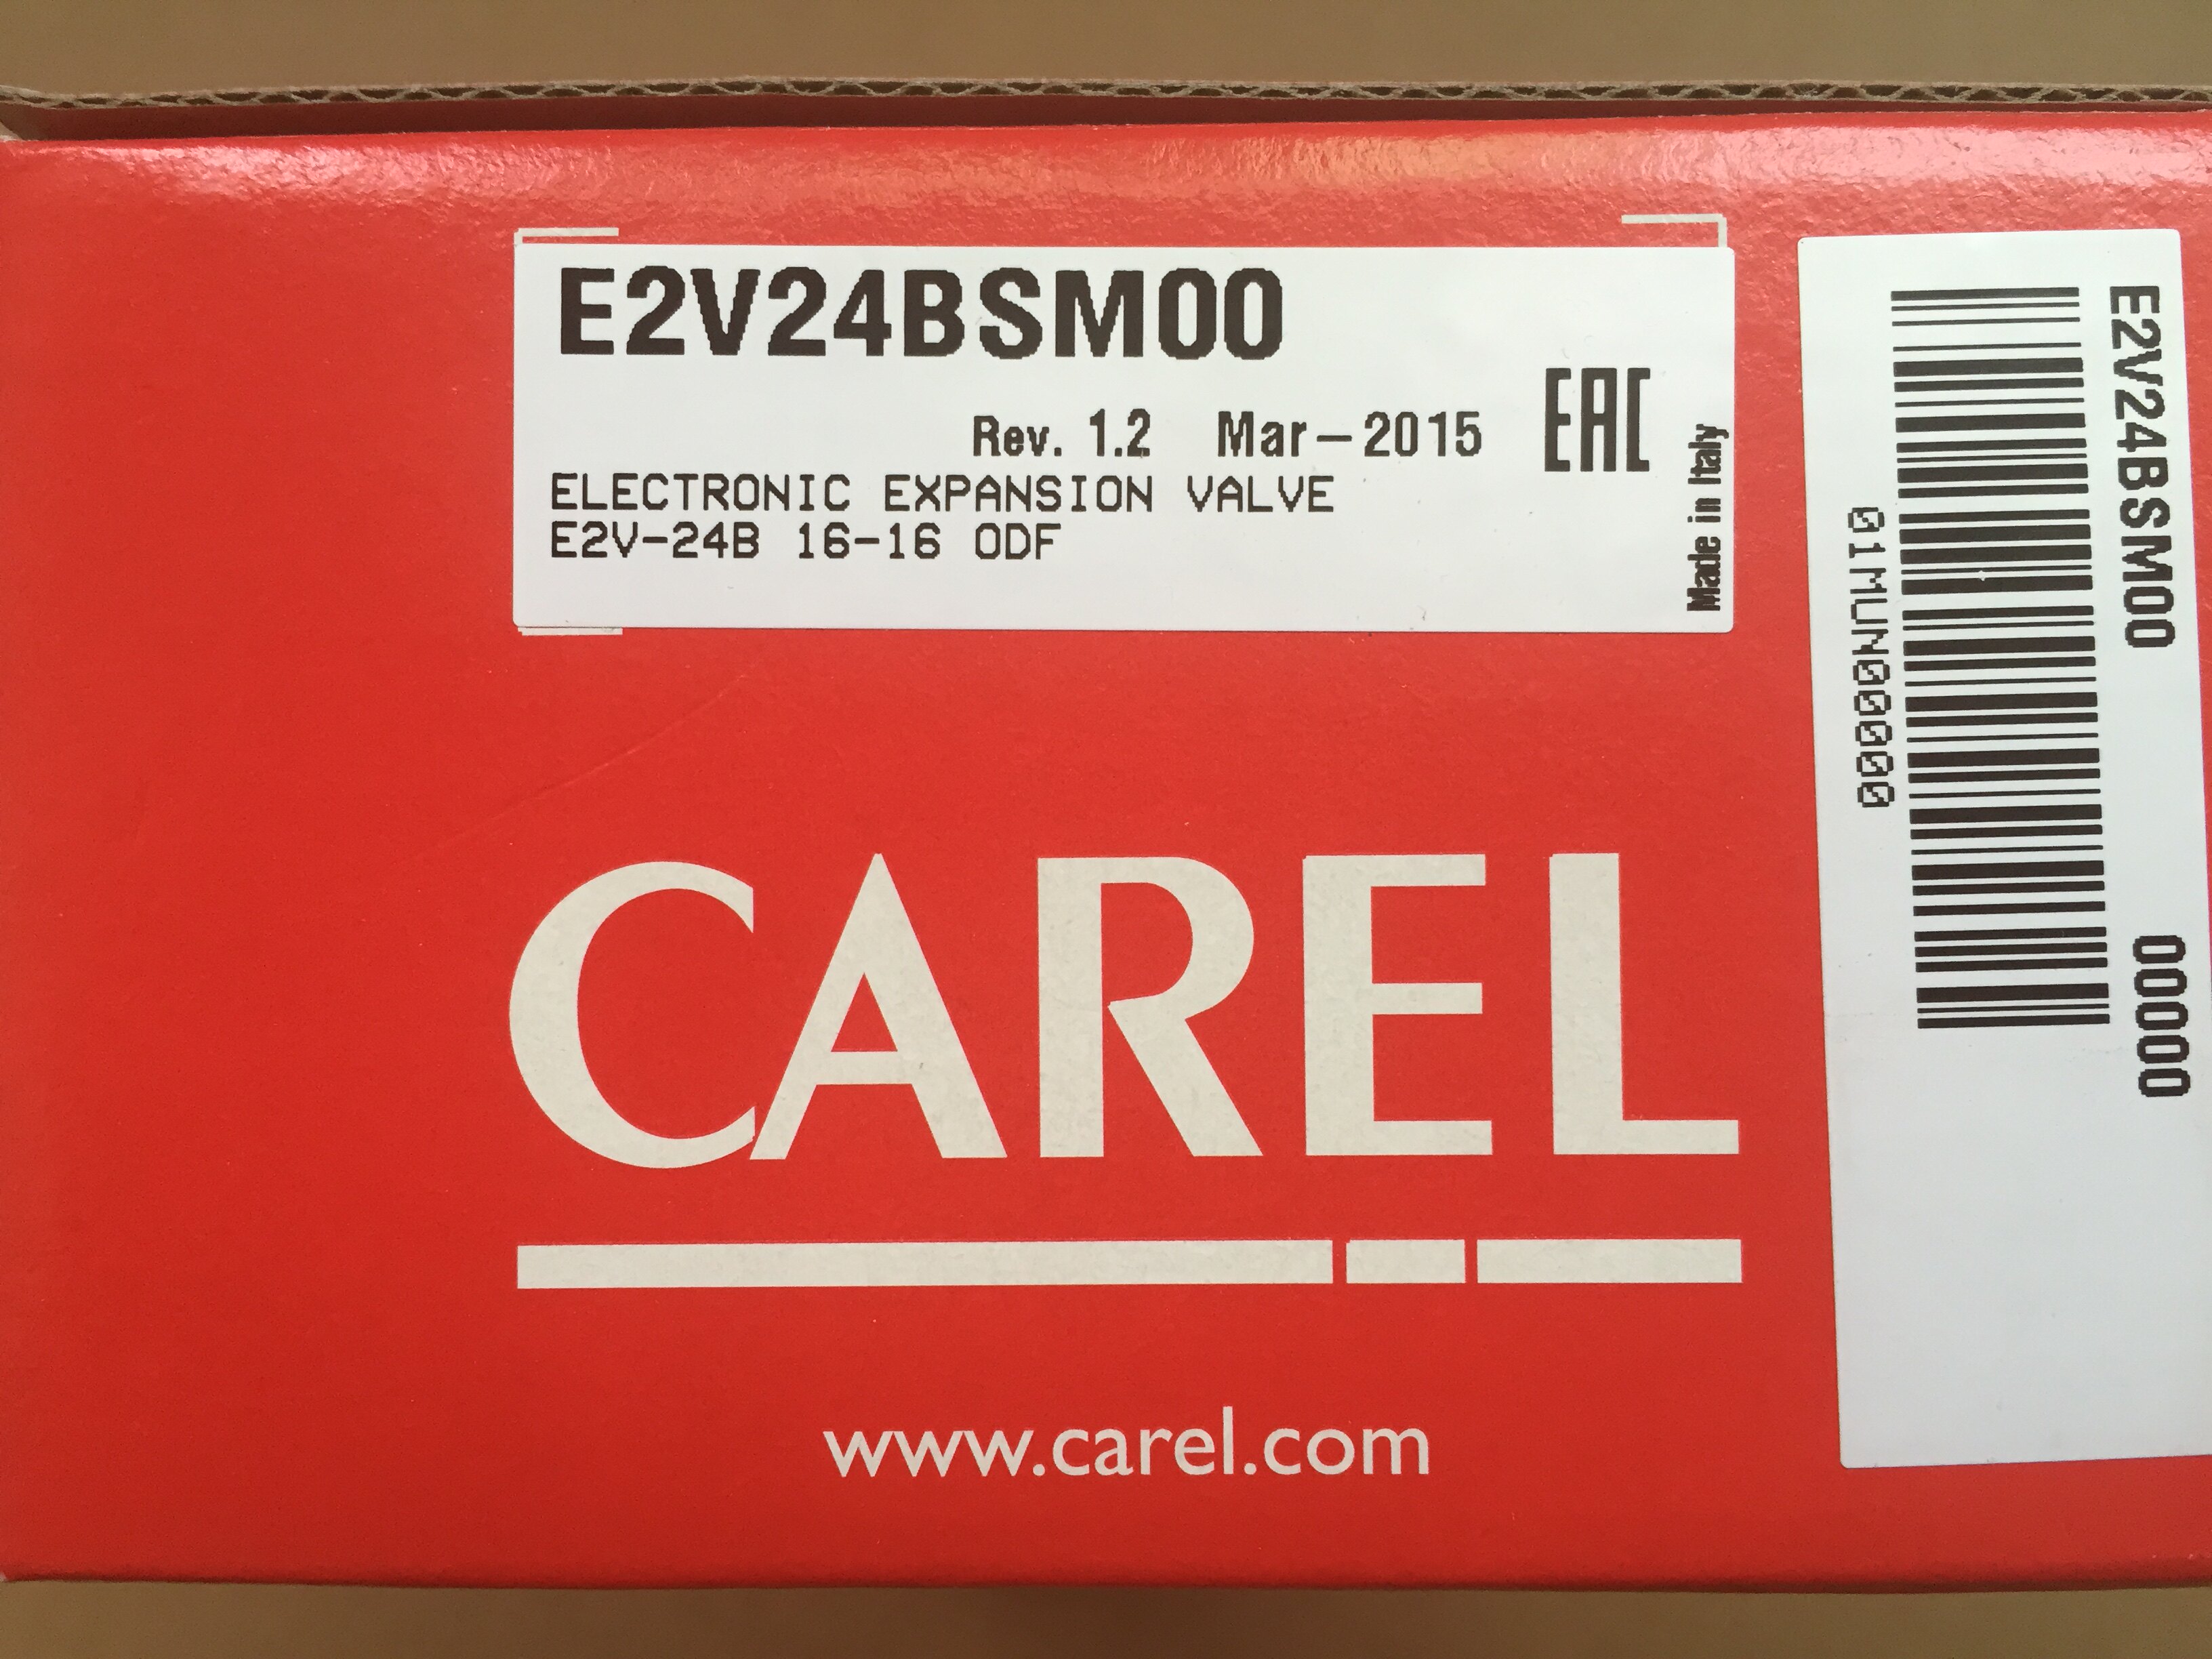 E2V24BSM00
Rev. 1.2 Mar-2015
EAC
ELECTRONIC EXPANSION VALVE
E2V-24B 16-16 ODF
Made in Italy
CAREL
www.carel.com
E2V24BSM00 00000
01MUN00000